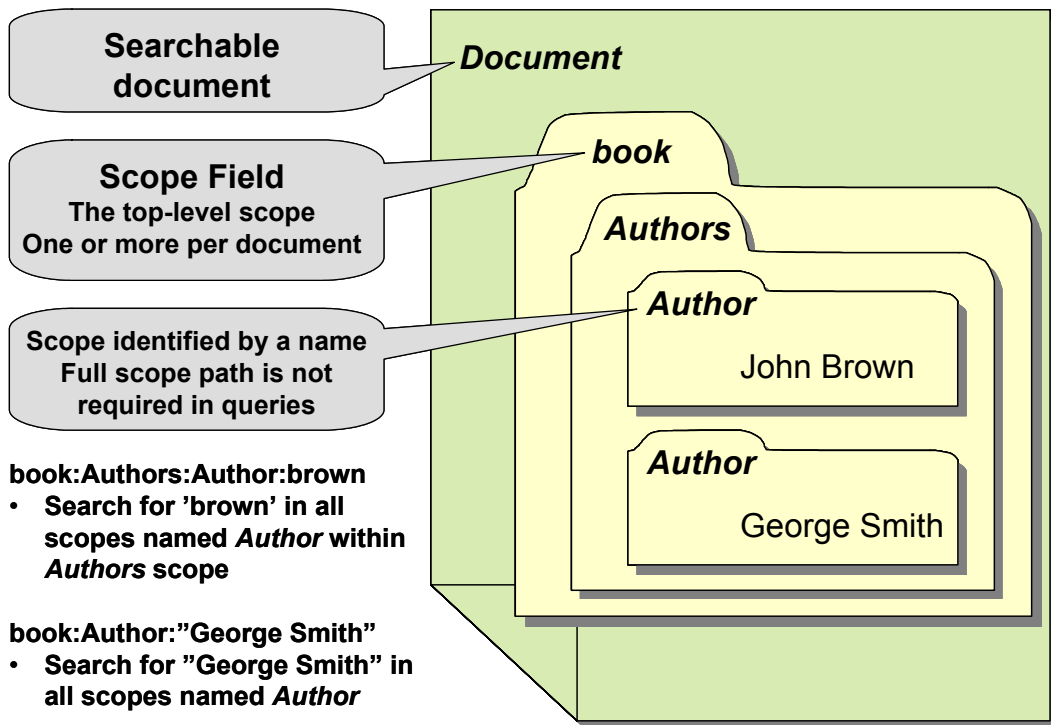 Searchable
document
Document
Scope Field
The top-level scope
One or more per document
book
Authors
Author
John Brown
Scope identified by a name
Full scope path is not
required in queries
Author
George Smith
book:Authors:Author:brown
• Search for ’brown’ in all
scopes named Author within
Authors scope
book:Author:”George Smith”
• Search for ”George Smith” in
all scopes named Author